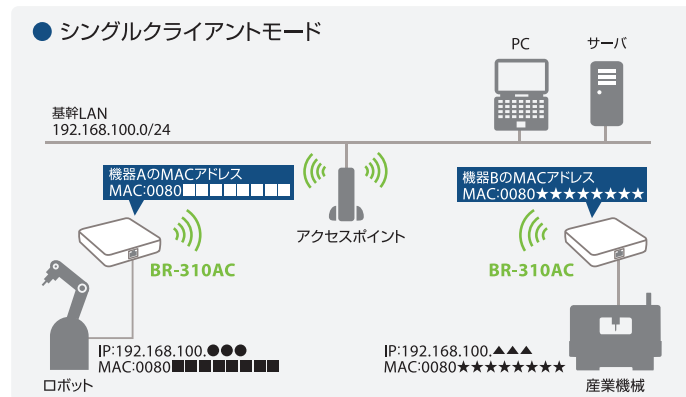 ● シングルクライアントモード
PC
サーバ
基幹LAN
192.168.100.0/24
機器AのMACアドレス
MAC:0080■■■■■■■■
機器BのMACアドレス
MAC:0080★★★★★★★★
アクセスポイント
BR-310AC
BR-310AC
IP:192.168.100.●●●
MAC:0080■■■■■■■■
ロボット
IP:192.168.100.▲▲▲
MAC:0080★★★★★★★★
産業機械